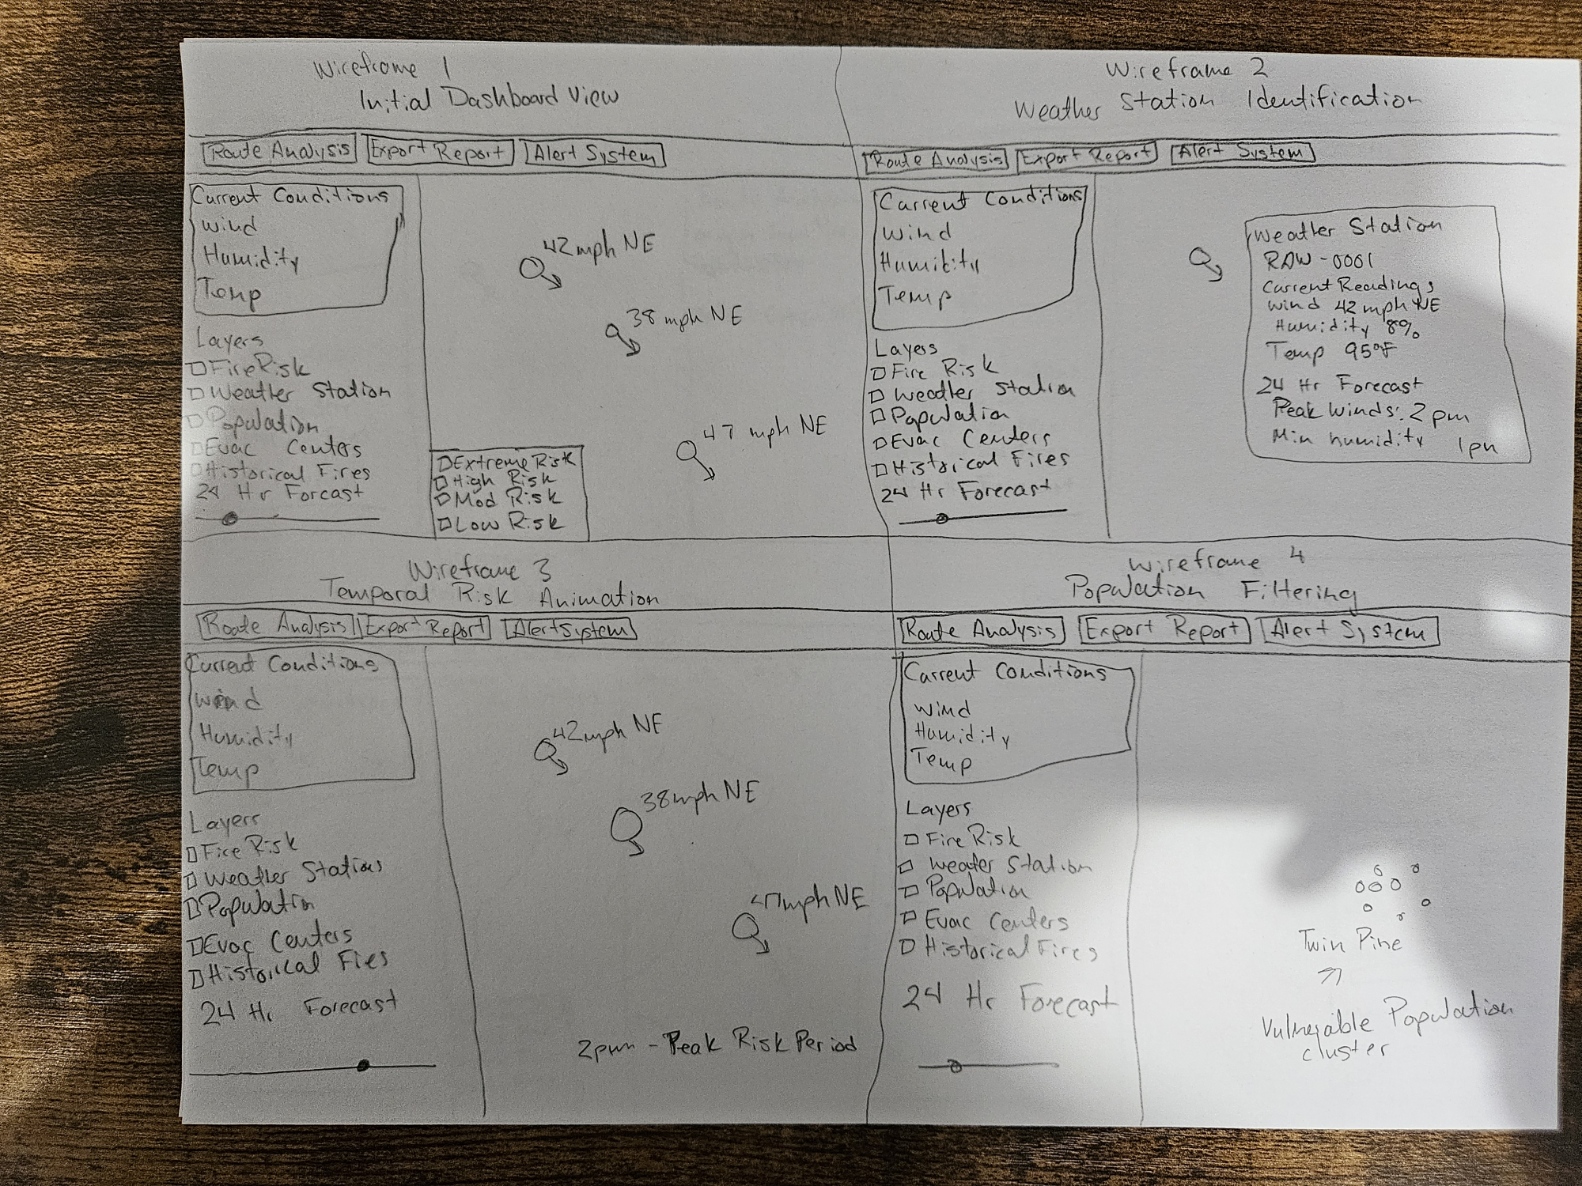 Wireframe 1
Initial Dashboard View
Route Analysis Export Report Alert System
Current Conditions
Wind
Humidity
Temp
Layers
Fire Risk
Weather Station
Population
Evac Centers
Historical Fires
24 Hr Forecast
42 mph NE
38 mph NE
47 mph NE
Extreme Risk
High Risk
Mod Risk
Low Risk
Wireframe 2
Weather Station Identification
Route Analysis Export Report Alert System
Current Conditions
Wind
Humidity
Temp
Layers
Fire Risk
Weather Station
Population
Evac Centers
Historical Fires
24 Hr Forecast
Weather Station
RAW-0001
Current Readings
Wind 42 mph NE
Humidity 8%
Temp 95°F
24 Hr Forecast
Peak Winds: 2 pm
Min humidity 1pm
Wireframe 3
Temporal Risk Animation
Route Analysis Export Report Alert System
Current Conditions
Wind
Humidity
Temp
Layers
Fire Risk
Weather Stations
Population
Evac Centers
Historical Fires
24 Hr Forecast
42mph NE
38mph NE
47mph NE
2pm - Peak Risk Period
Wireframe 4
Population Filtering
Route Analysis Export Report Alert System
Current Conditions
Wind
Humidity
Temp
Layers
Fire Risk
Weather Station
Population
Evac Centers
Historical Fires
24 Hr Forecast
Twin Pine
Vulnerable Population
cluster